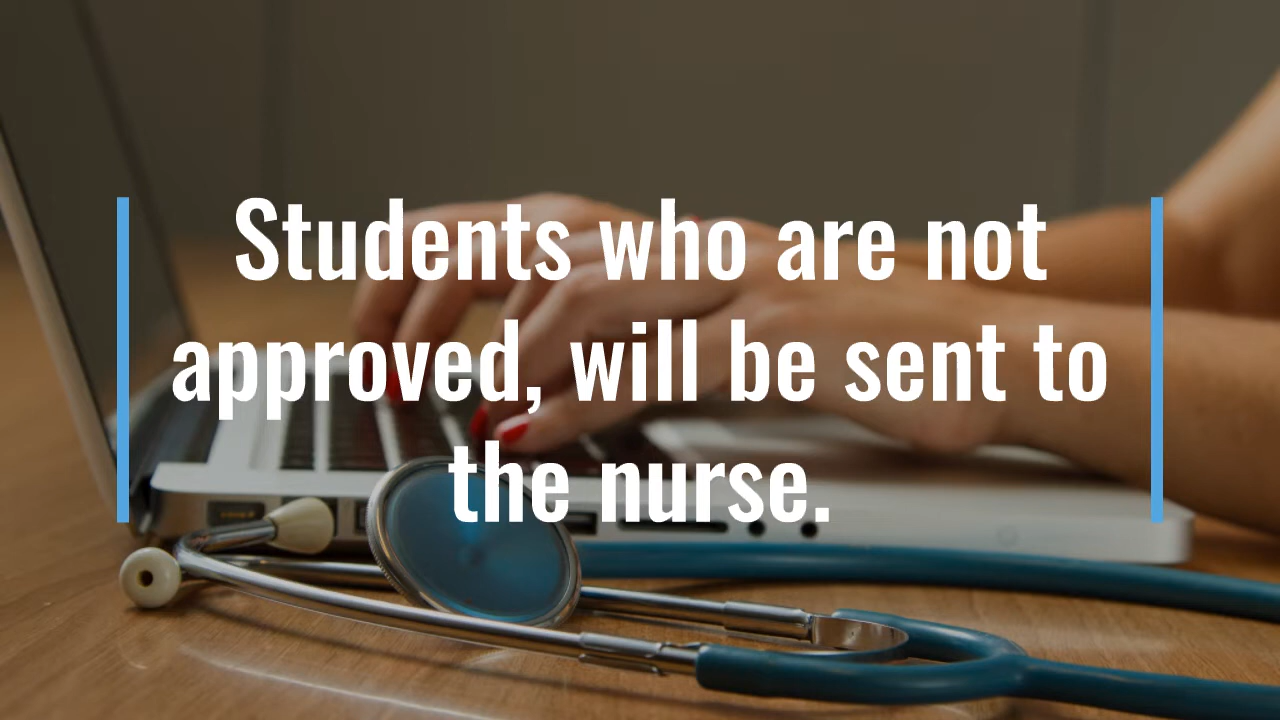 Students who are not
approved, will be sent to
the nurse.